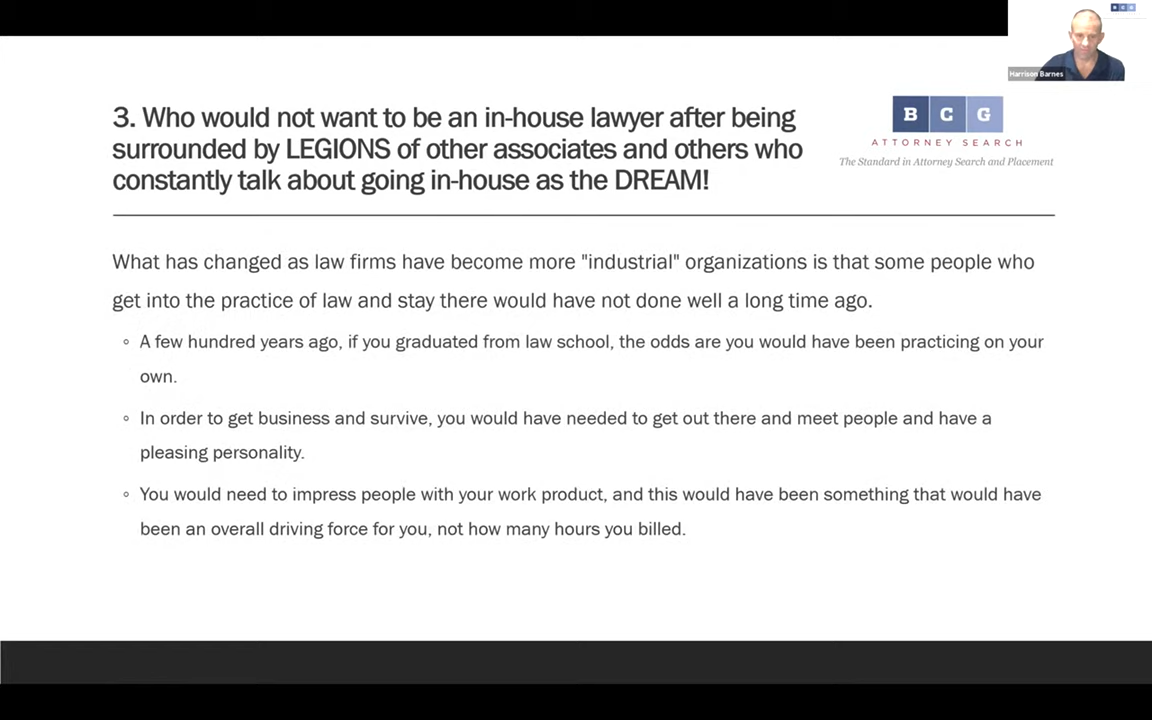 B C G
Harrison Barnes
3. Who would not want to be an in-house lawyer after being
surrounded by LEGIONS of other associates and others who
constantly talk about going in-house as the DREAM!
B C G
ATTORNEY SEARCH
The Standard in Attorney Search and Placement
What has changed as law firms have become more "industrial" organizations is that some people who
get into the practice of law and stay there would have not done well a long time ago.
◦ A few hundred years ago, if you graduated from law school, the odds are you would have been practicing on your
own.
◦ In order to get business and survive, you would have needed to get out there and meet people and have a
pleasing personality.
◦ You would need to impress people with your work product, and this would have been something that would have
been an overall driving force for you, not how many hours you billed.